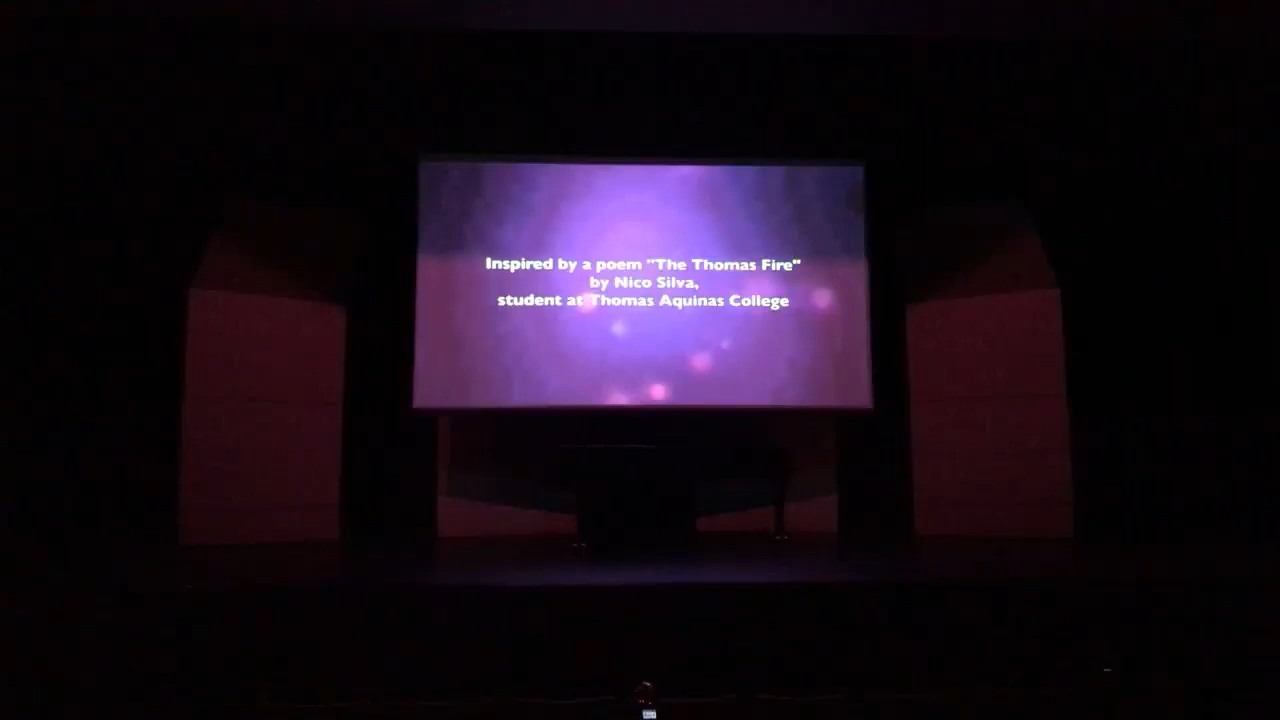 Inspired by a poem "The Thomas Fire"
by Nico Silva,
student at Thomas Aquinas College